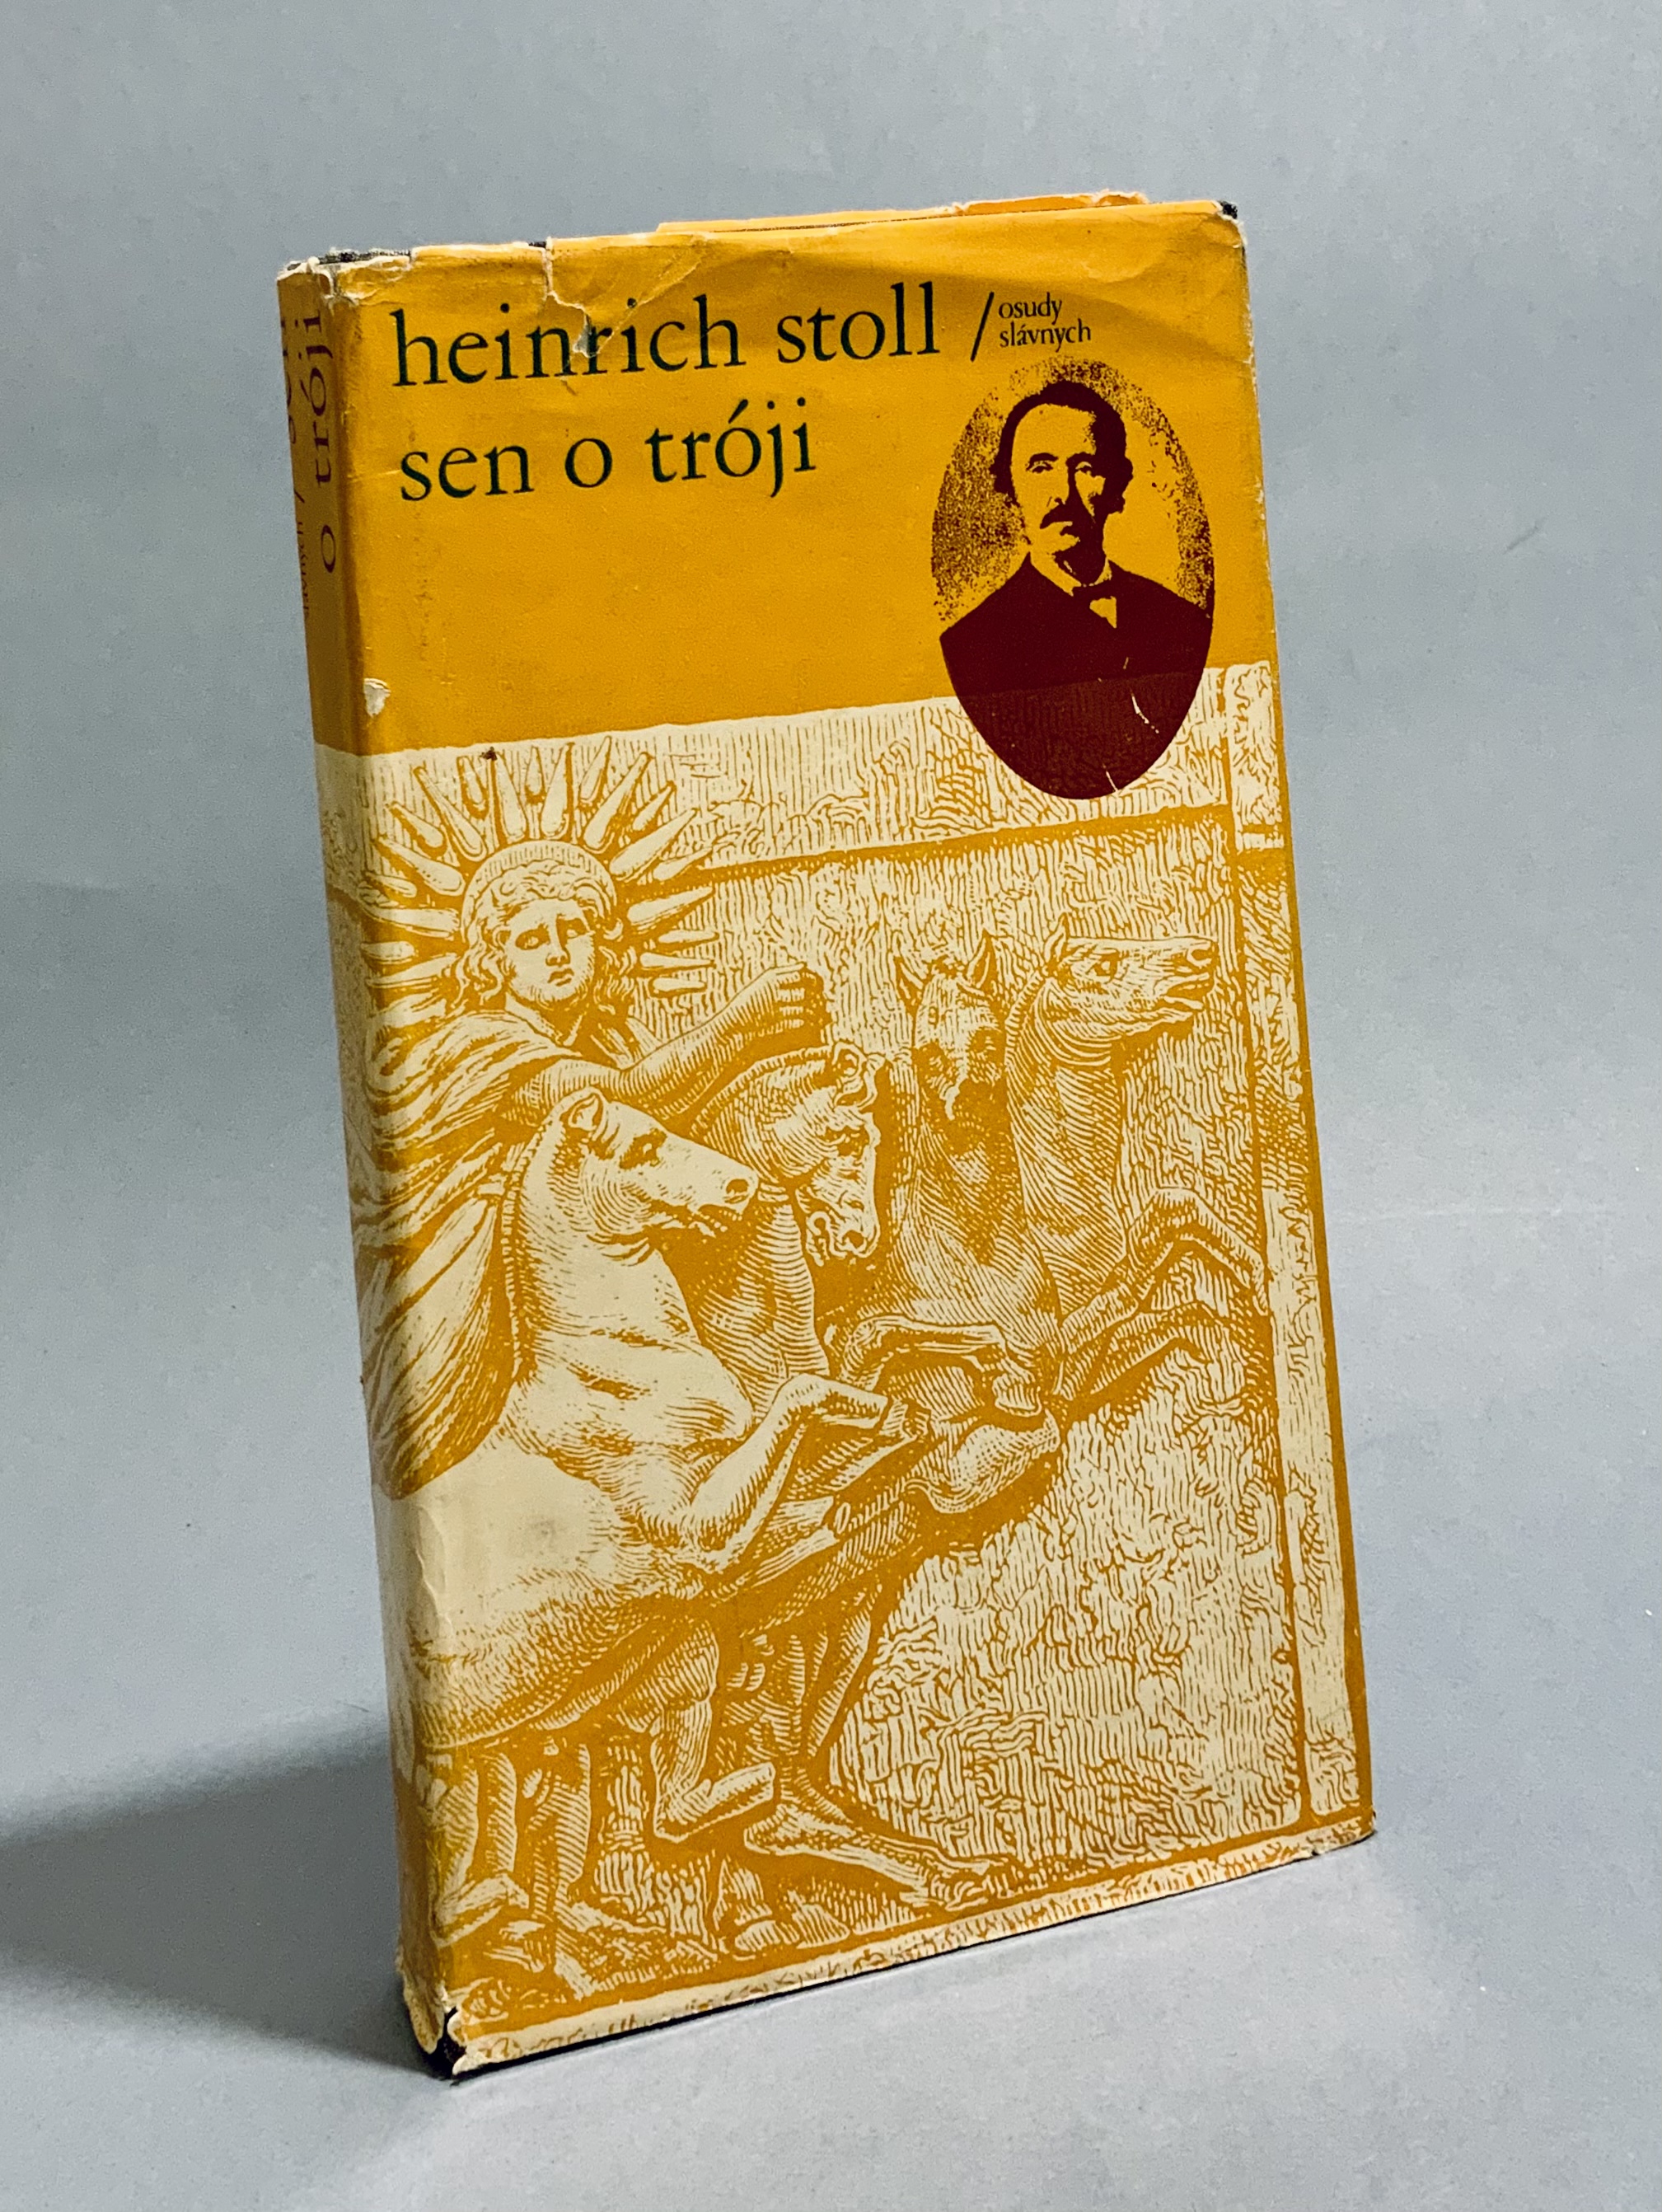 heinrich stoll /
osudy
slávnych
sen o tróji
o tróji